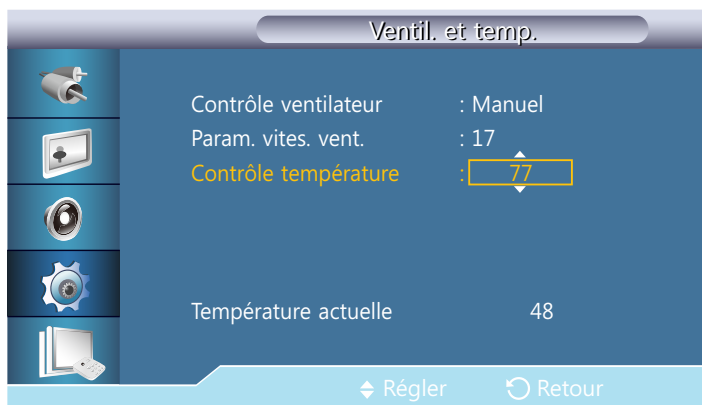 Ventil. et temp.
Contrôle ventilateur : Manuel
Param. vites. vent. : 17
Contrôle température : 77
Température actuelle 48
Régler Retour